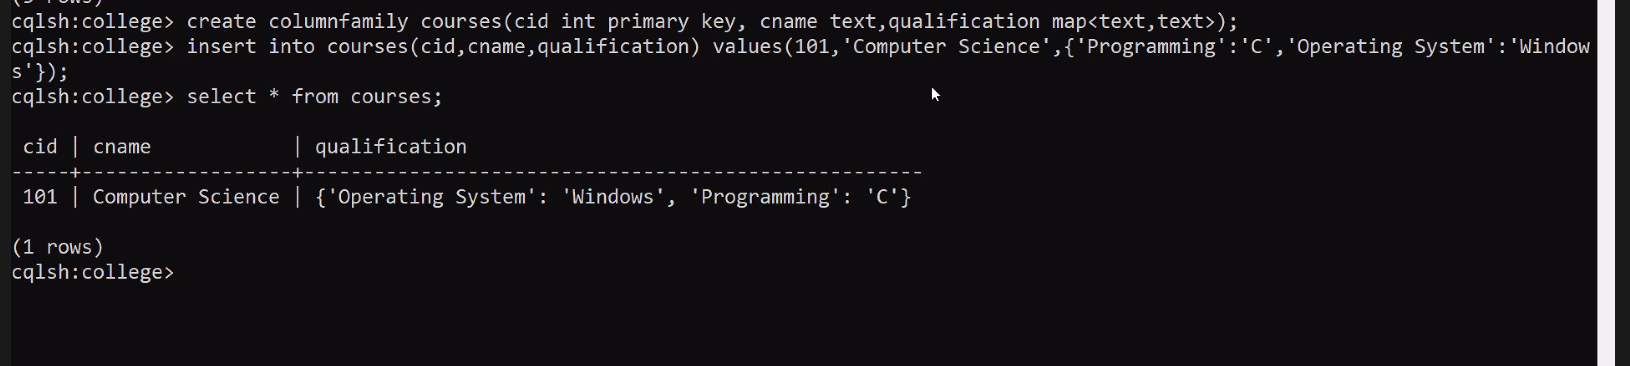 cqlsh:college> create columnfamily courses(cid int primary key, cname text,qualification map<text,text>);
cqlsh:college> insert into courses(cid,cname,qualification) values(101,'Computer Science',{'Programming':'C','Operating System':'Window
s'});
cqlsh:college> select * from courses;
 cid | cname            | qualification
-----+------------------+-----------------------------------------------------
 101 | Computer Science | {'Operating System': 'Windows', 'Programming': 'C'}
(1 rows)
cqlsh:college>